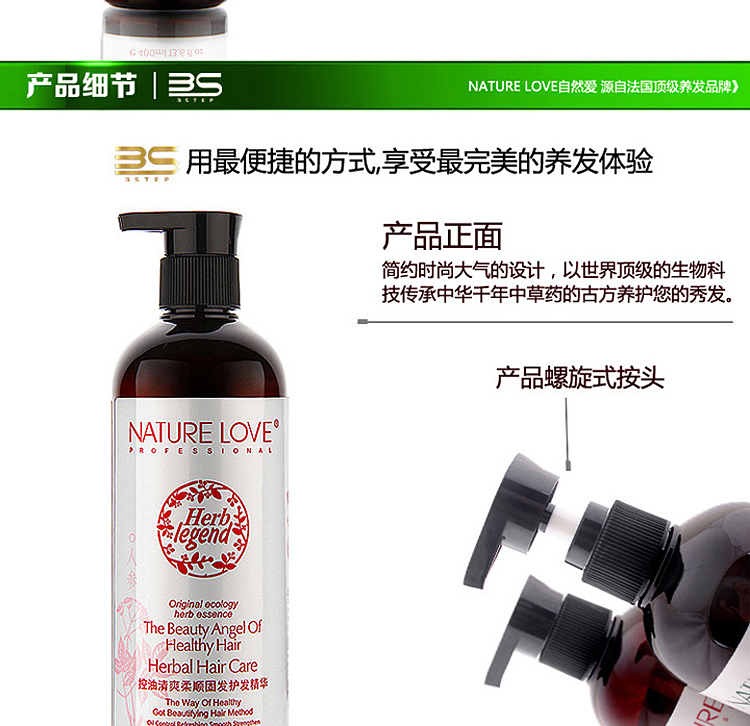 ℮ 400ml 13.6 fl.oz
产品细节 3S
3STEP
NATURE LOVE自然爱 源自法国顶级养发品牌》
3S 用最便捷的方式,享受最完美的养发体验
3STEP
产品正面
简约时尚大气的设计，以世界顶级的生物科
技传承中华千年中草药的古方养护您的秀发。
产品螺旋式按头
NATURE LOVE®
PROFESSIONAL
Herb
legend
人参
Original ecology
herb essence
The Beauty Angel Of
Healthy Hair
Herbal Hair Care
控油清爽柔顺固发护发精华
The Way Of Healthy
Got Beautifying Hair Method
Oil Control Refreshing Smooth Strengthen